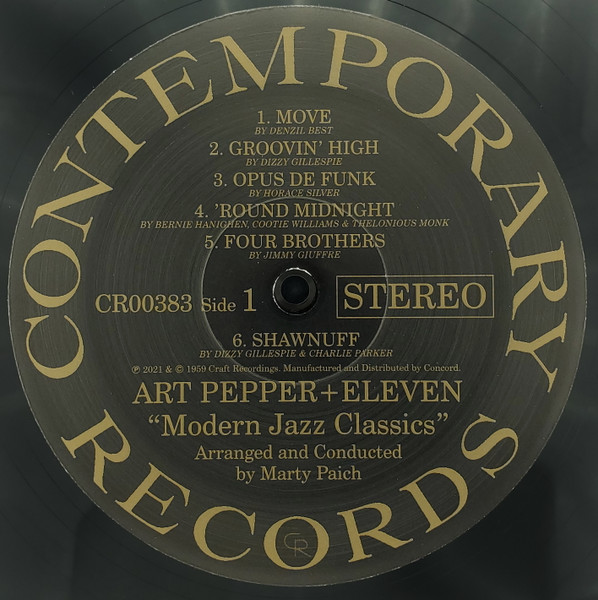 CONTEMPORARY
1. MOVE
BY DENZIL BEST
2. GROOVIN' HIGH
BY DIZZY GILLESPIE
3. OPUS DE FUNK
BY HORACE SILVER
4. 'ROUND MIDNIGHT
BY BERNIE HANIGHEN, COOTIE WILLIAMS & THELONIOUS MONK
5. FOUR BROTHERS
BY JIMMY GIUFFRE
CR00383 Side 1 STEREO
6. SHAWNUFF
BY DIZZY GILLESPIE & CHARLIE PARKER
℗ 2021 & © 1959 Craft Recordings. Manufactured and Distributed by Concord.
ART PEPPER+ELEVEN
“Modern Jazz Classics”
Arranged and Conducted
by Marty Paich
RECORDS
CR